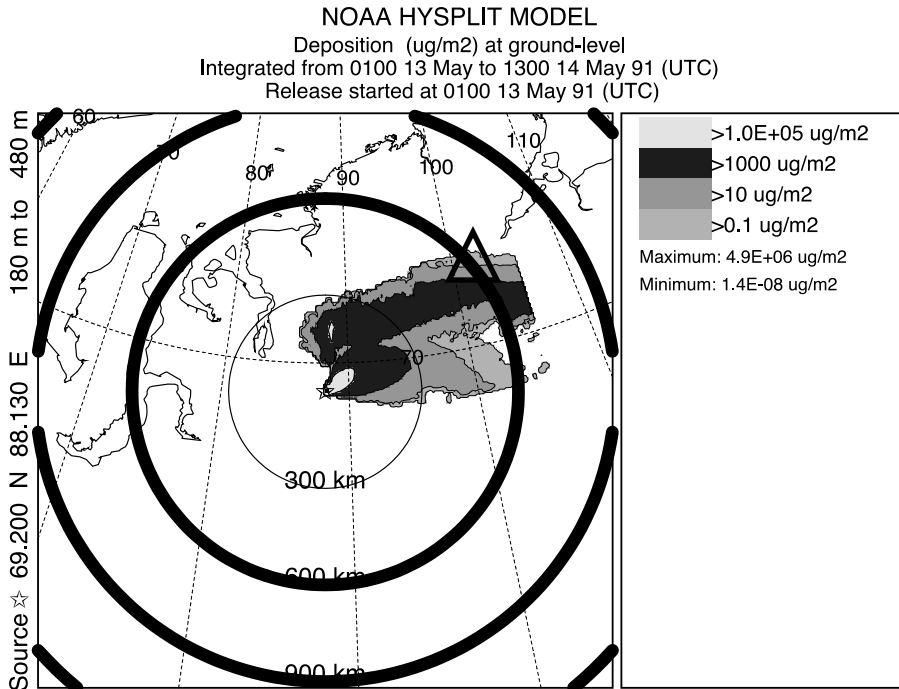 NOAA HYSPLIT MODEL
Deposition (ug/m2) at ground-level
Integrated from 0100 13 May to 1300 14 May 91 (UTC)
Release started at 0100 13 May 91 (UTC)
Source ☆ 69.200 N 88.130 E 180 m to 480 m
60
70
80
90
100
110
70
300 km
600 km
900 km
>1.0E+05 ug/m2
>1000 ug/m2
>10 ug/m2
>0.1 ug/m2
Maximum: 4.9E+06 ug/m2
Minimum: 1.4E-08 ug/m2